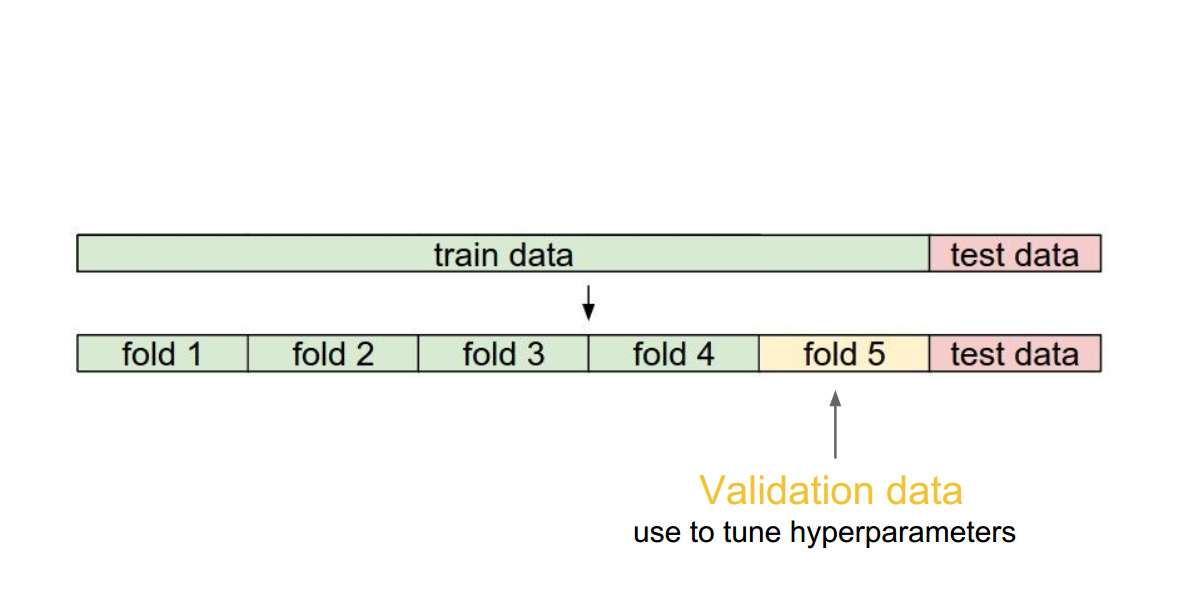 train data test data
fold 1 fold 2 fold 3 fold 4 fold 5 test data
Validation data
use to tune hyperparameters